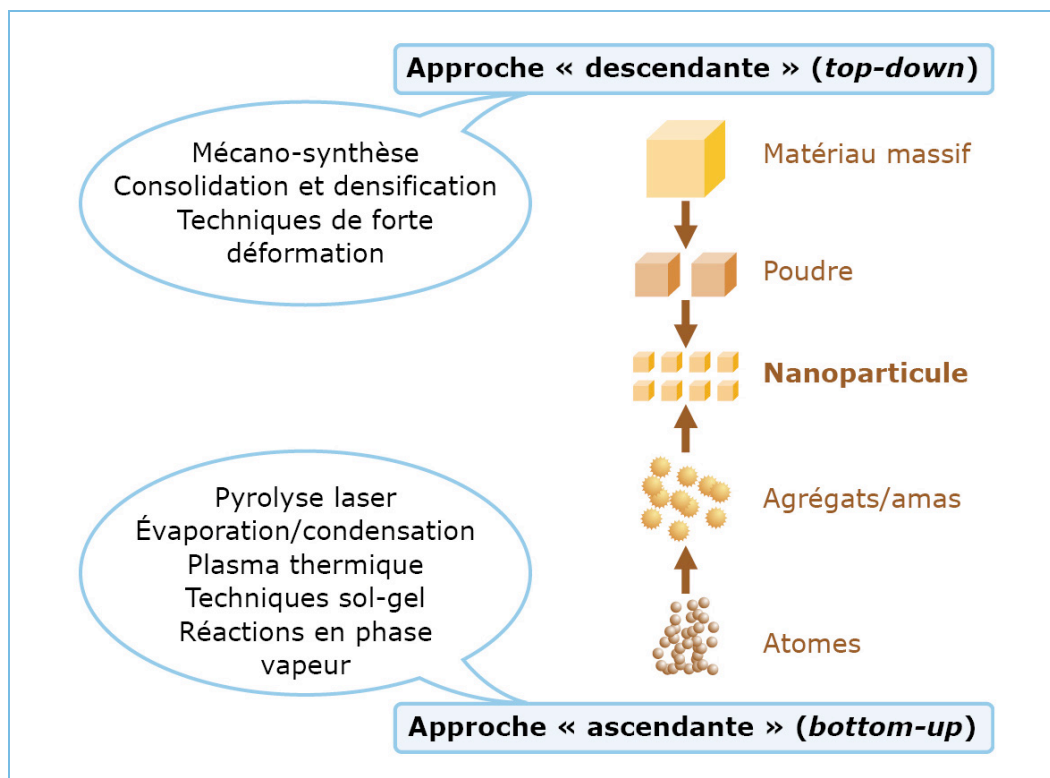 Approche « descendante » (top-down)
Mécano-synthèse
Consolidation et densification
Techniques de forte
déformation
Matériau massif
Poudre
Nanoparticule
Agrégats/amas
Atomes
Pyrolyse laser
Évaporation/condensation
Plasma thermique
Techniques sol-gel
Réactions en phase
vapeur
Approche « ascendante » (bottom-up)